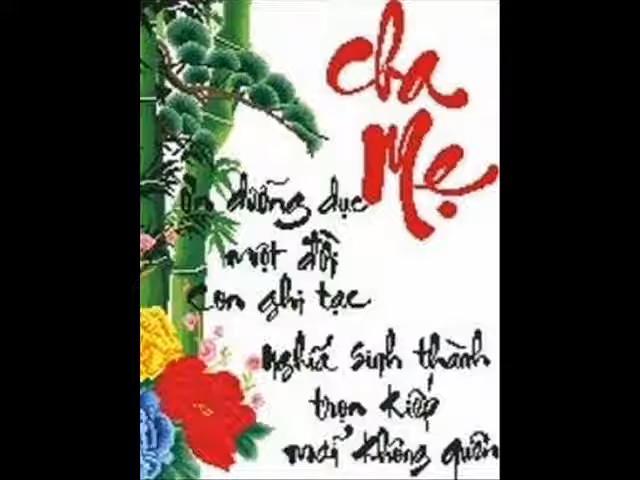 Cha
Mẹ
Ơn dưỡng dục
một đời
con ghi tạc
nghĩa sinh thành
trọn kiếp
mãi không quên